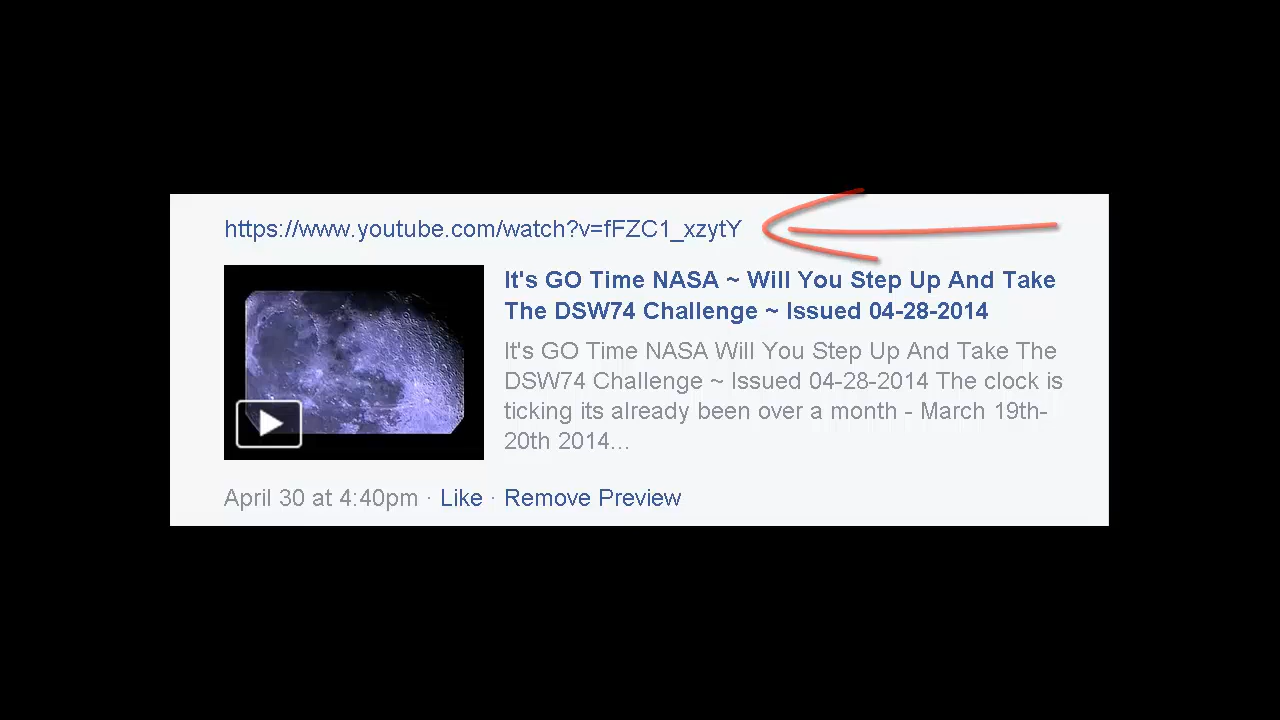 https://www.youtube.com/watch?v=fFZC1_xzytY
It's GO Time NASA ~ Will You Step Up And Take
The DSW74 Challenge ~ Issued 04-28-2014
It's GO Time NASA Will You Step Up And Take The
DSW74 Challenge ~ Issued 04-28-2014 The clock is
ticking its already been over a month - March 19th-
20th 2014...
April 30 at 4:40pm · Like · Remove Preview